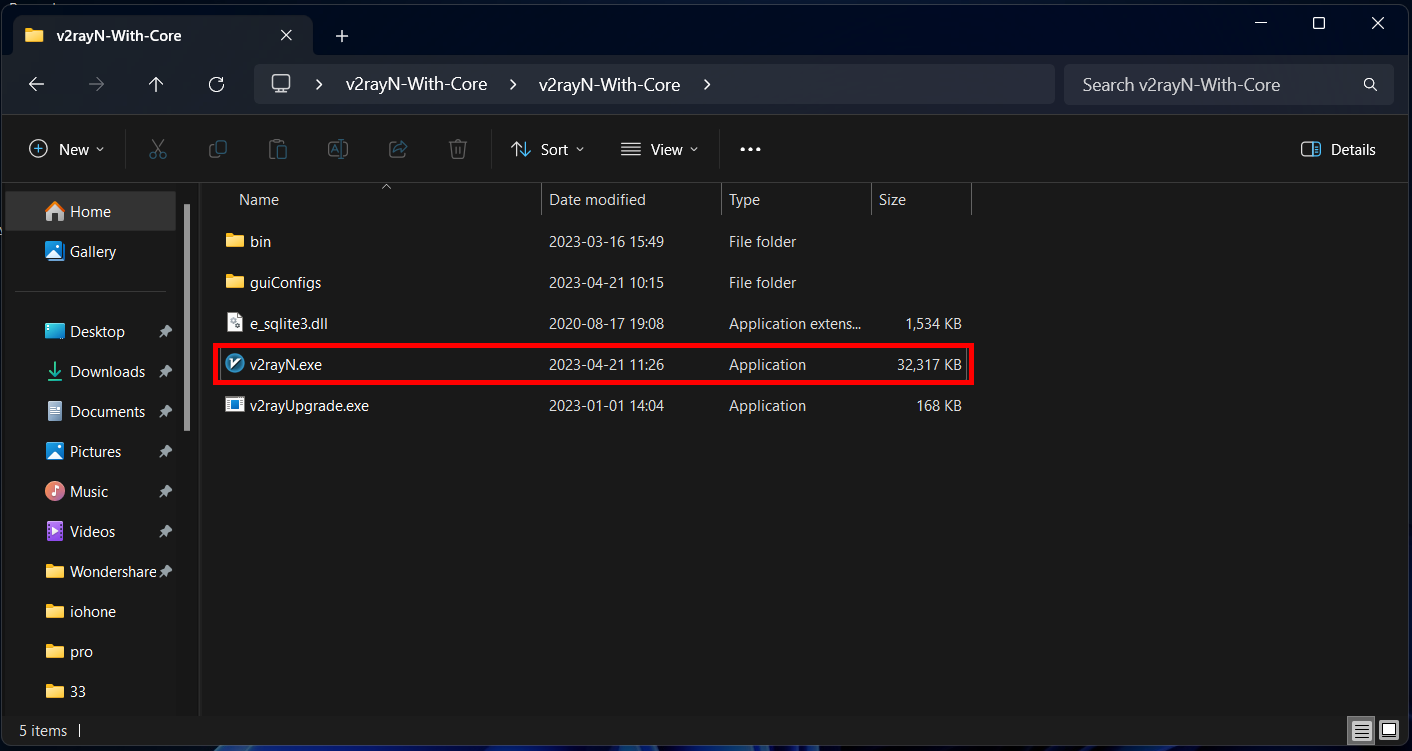 v2rayN-With-Core
v2rayN-With-Core > v2rayN-With-Core >
Search v2rayN-With-Core
New
Sort
View
Details
Name Date modified Type Size
Home
Gallery
Desktop
Downloads
Documents
Pictures
Music
Videos
Wondershare
iohone
pro
33
bin 2023-03-16 15:49 File folder
guiConfigs 2023-04-21 10:15 File folder
e_sqlite3.dll 2020-08-17 19:08 Application extens... 1,534 KB
v2rayN.exe 2023-04-21 11:26 Application 32,317 KB
v2rayUpgrade.exe 2023-01-01 14:04 Application 168 KB
5 items